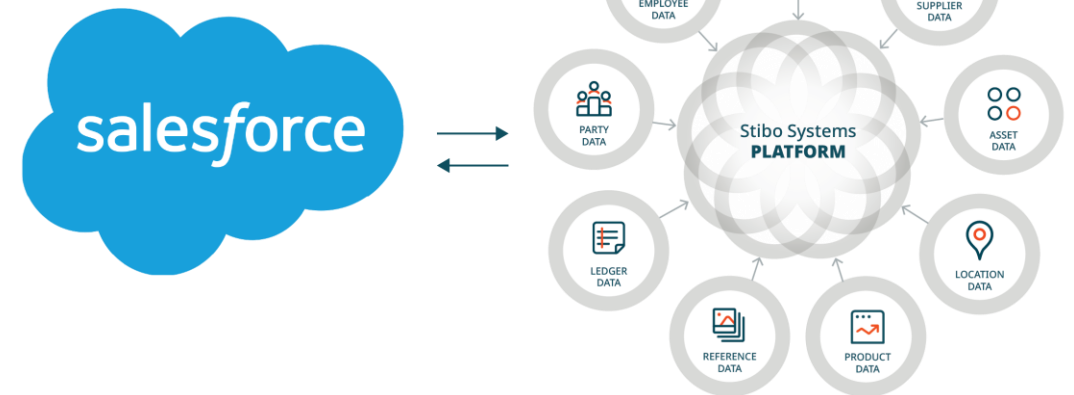 EMPLOYEE
DATA
SUPPLIER
DATA
salesforce
PARTY
DATA
Stibo Systems
PLATFORM
ASSET
DATA
LEDGER
DATA
LOCATION
DATA
REFERENCE
DATA
PRODUCT
DATA